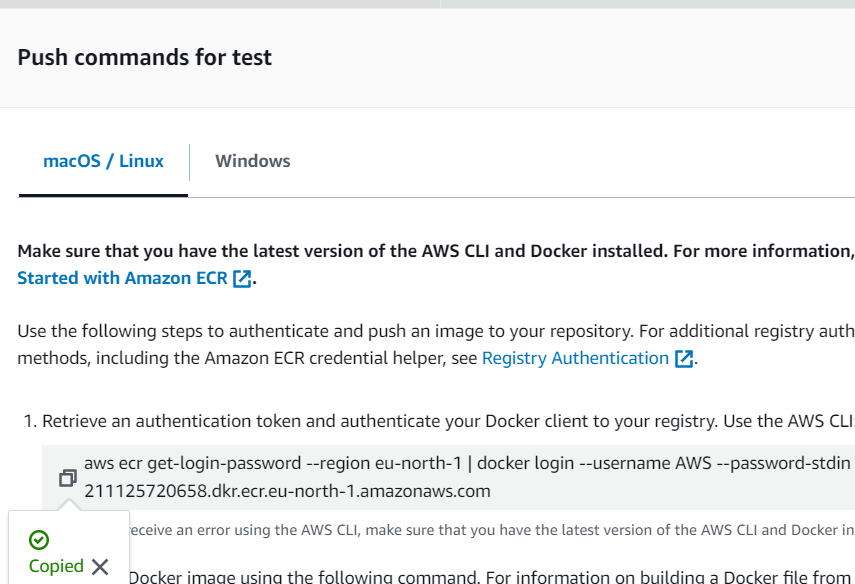 Push commands for test
macOS / Linux
Windows
Make sure that you have the latest version of the AWS CLI and Docker installed. For more information,
Started with Amazon ECR.
Use the following steps to authenticate and push an image to your repository. For additional registry auth
methods, including the Amazon ECR credential helper, see Registry Authentication.
1. Retrieve an authentication token and authenticate your Docker client to your registry. Use the AWS CLI:
aws ecr get-login-password --region eu-north-1 | docker login --username AWS --password-stdin
211125720658.dkr.ecr.eu-north-1.amazonaws.com
receive an error using the AWS CLI, make sure that you have the latest version of the AWS CLI and Docker in
Copied
Docker image using the following command. For information on building a Docker file from